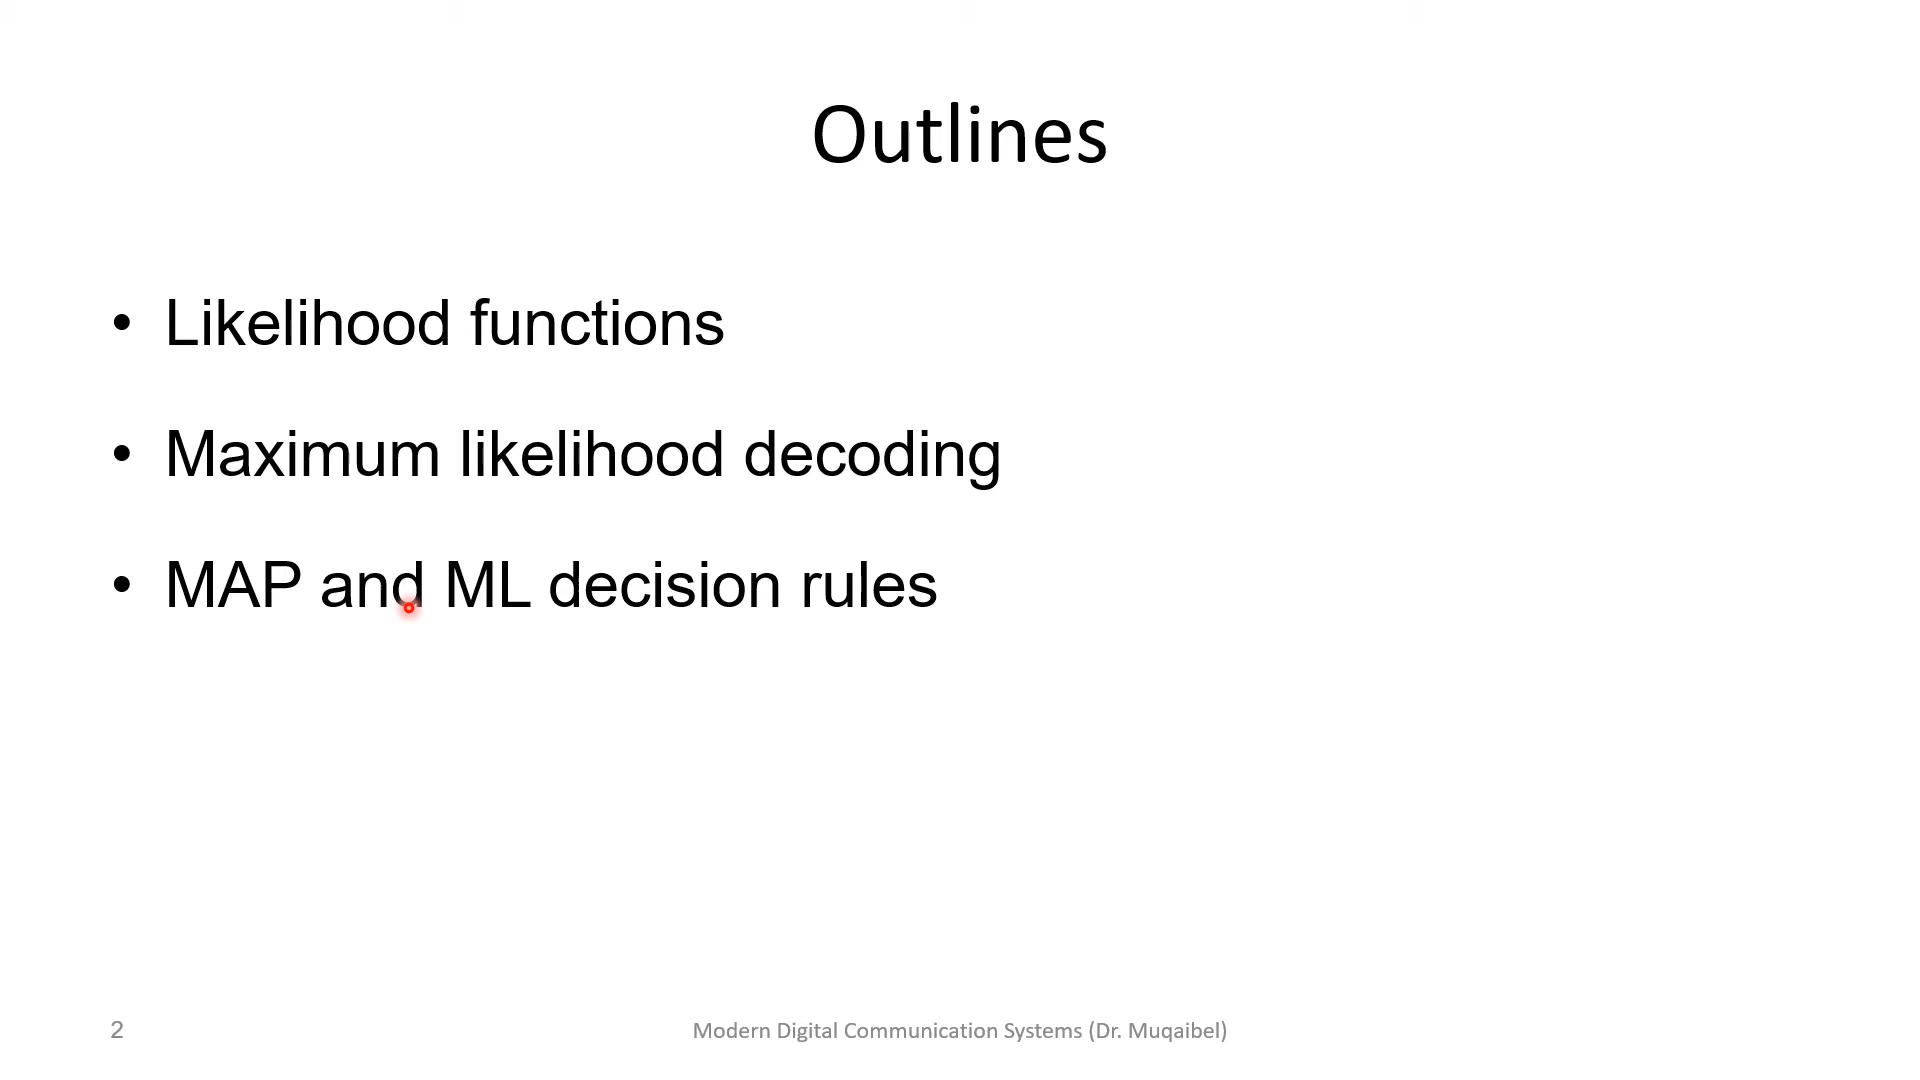 Outlines
• Likelihood functions
• Maximum likelihood decoding
• MAP and ML decision rules
2
Modern Digital Communication Systems (Dr. Muqaibel)